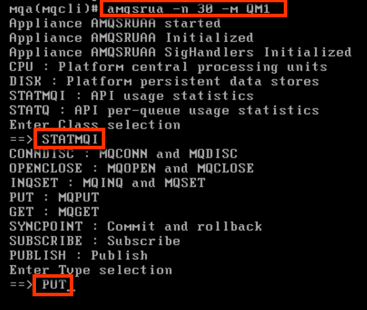 mqa(mqcli)# amqsrua -n 30 -m QM1
Appliance AMQSRUAA started
Appliance AMQSRUAA Initialized
Appliance AMQSRUAA SigHandlers Initialized
CPU : Platform central processing units
DISK : Platform persistent data stores
STATMQI : API usage statistics
STATQ : API per-queue usage statistics
Enter Class selection
==> STATMQI
CONNDISC : MQCONN and MQDISC
OPENCLOSE : MQOPEN and MQCLOSE
INQSET : MQINQ and MQSET
PUT : MQPUT
GET : MQGET
SYNCPOINT : Commit and rollback
SUBSCRIBE : Subscribe
PUBLISH : Publish
Enter Type selection
==> PUT_